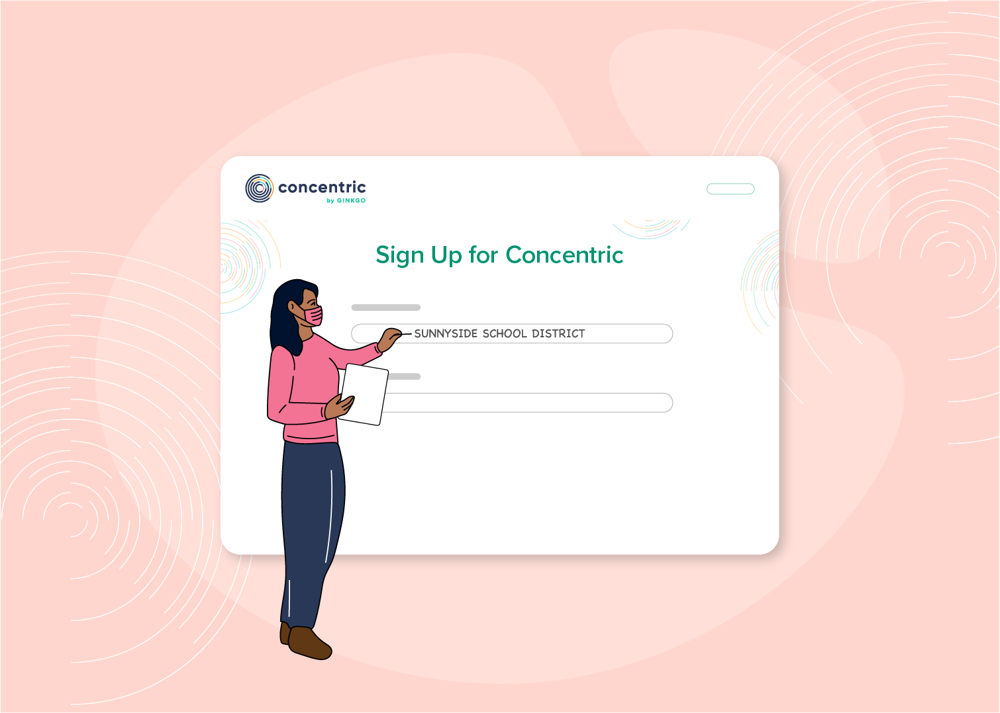 concentric
by GINKGO
Sign Up for Concentric
SUNNYSIDE SCHOOL DISTRICT